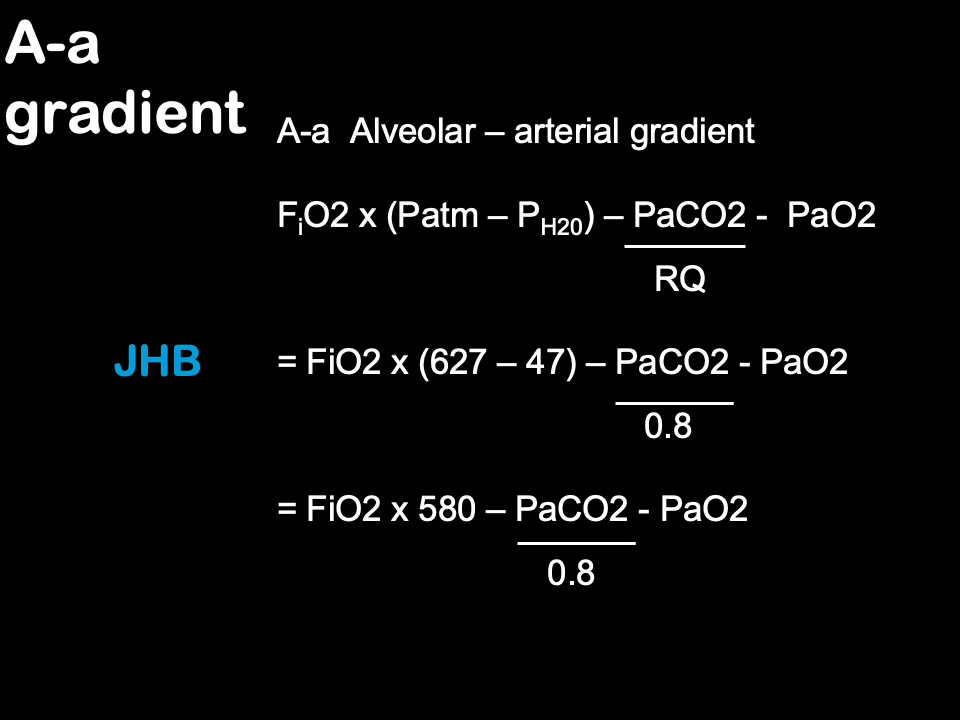 A-a
gradient
A-a  Alveolar – arterial gradient
FiO2 x (Patm – PH20) – PaCO2 -  PaO2
RQ
JHB
= FiO2 x (627 – 47) – PaCO2 - PaO2
0.8
= FiO2 x 580 – PaCO2 - PaO2
0.8